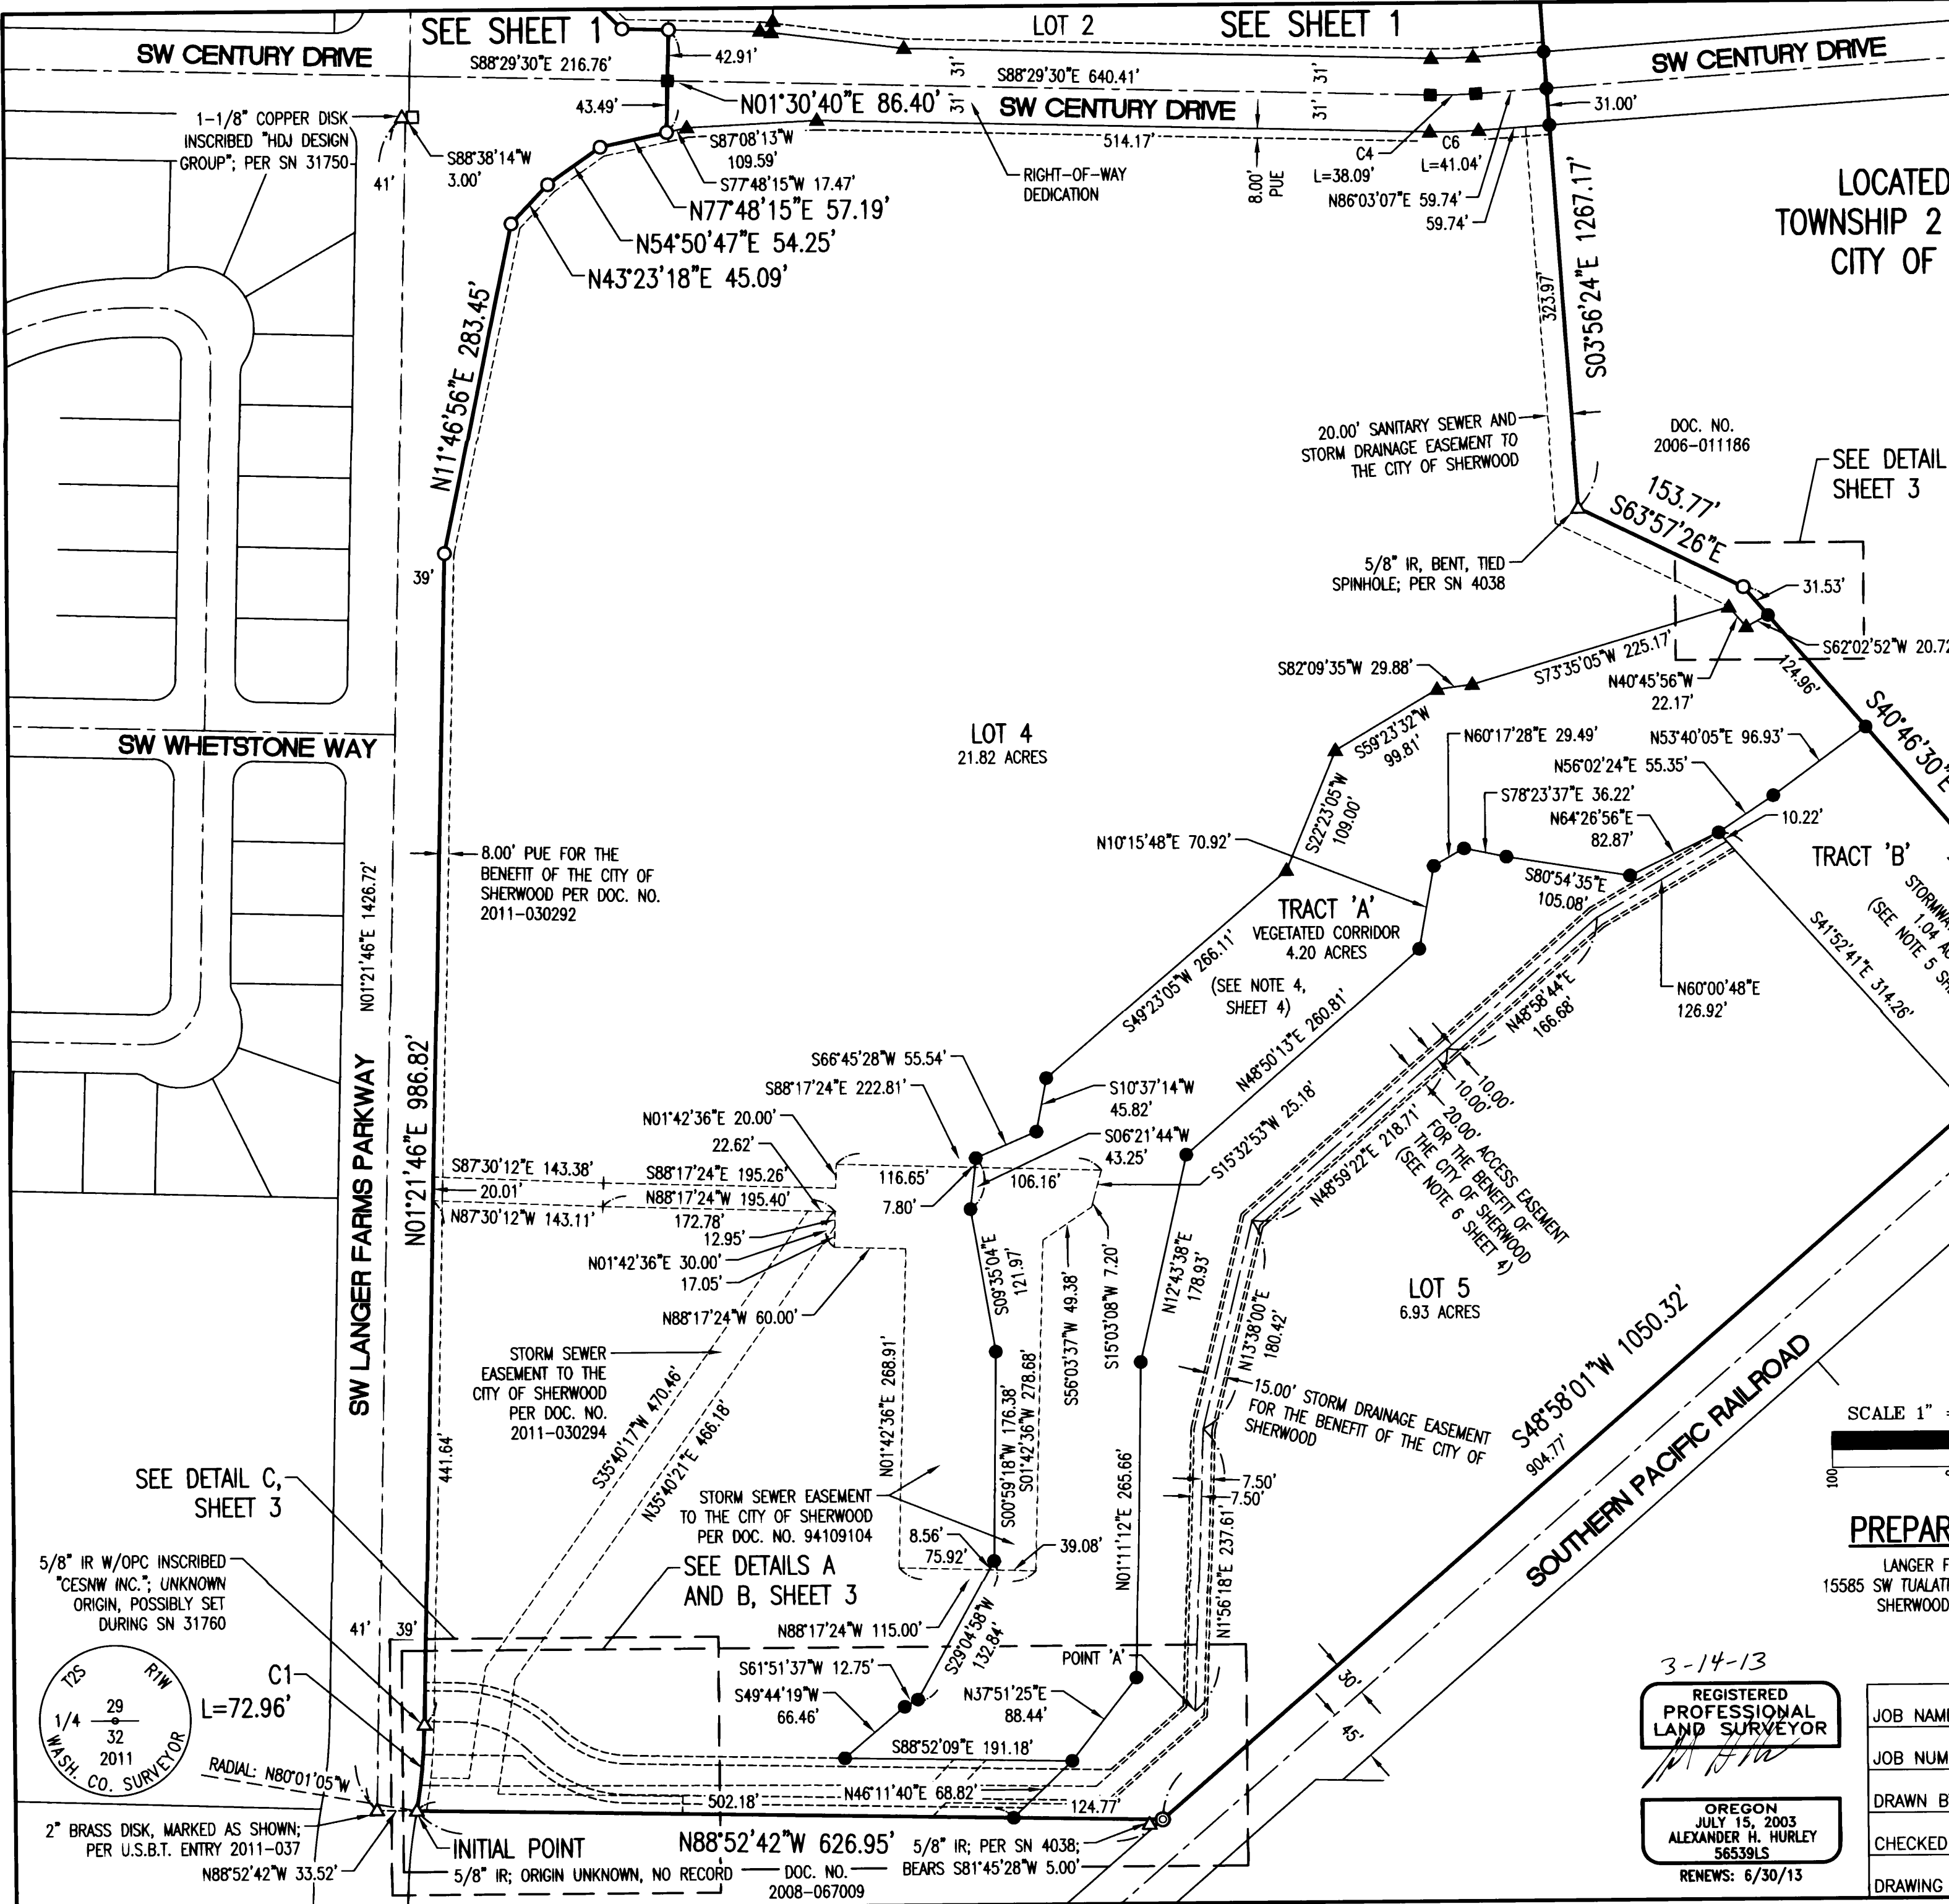 SEE SHEET 1
LOT 2
SEE SHEET 1
SW CENTURY DRIVE
S88°29'30"E 216.76'
42.91'
31'
S88°29'30"E 640.41'
31'
SW CENTURY DRIVE
43.49'
N01°30'40"E 86.40'
31'
SW CENTURY DRIVE
31'
31.00'
1-1/8" COPPER DISK
INSCRIBED "HDJ DESIGN
GROUP"; PER SN 31750
S88°38'14"W
3.00'
41'
S87°08'13"W
109.59'
514.17'
S77°48'15"W 17.47'
N77°48'15"E 57.19'
N54°50'47"E 54.25'
N43°23'18"E 45.09'
RIGHT-OF-WAY
DEDICATION
8.00'
PUE
C4
L=38.09'
C6
L=41.04'
N86°03'07"E 59.74'
59.74'
LOCATED
TOWNSHIP 2
CITY OF
N11°46'56"E 283.45'
323.97'
S03°56'24"E 1267.17'
20.00' SANITARY SEWER AND
STORM DRAINAGE EASEMENT TO
THE CITY OF SHERWOOD
DOC. NO.
2006-011186
SEE DETAIL
SHEET 3
153.77'
S63°57'26"E
5/8" IR, BENT, TIED
SPINHOLE; PER SN 4038
31.53'
39'
S62°02'52"W 20.72
N40°45'56"W
22.17'
124.96'
S40°46'30"E
S82°09'35"W 29.88'
S73°35'05"W 225.17'
S59°23'32"W
99.81'
SW WHETSTONE WAY
LOT 4
21.82 ACRES
N60°17'28"E 29.49'
N53°40'05"E 96.93'
N56°02'24"E 55.35'
S78°23'37"E 36.22'
N64°26'56"E
82.87'
10.22'
S22°23'05"W
109.00'
N10°15'48"E 70.92'
S80°54'35"E
105.08'
TRACT 'B'
STORMWA
1.04 AC
(SEE NOTE 5 SHE
S41°52'41"E 314.26'
8.00' PUE FOR THE
BENEFIT OF THE CITY OF
SHERWOOD PER DOC. NO.
2011-030292
N01°21'46"E 1426.72'
TRACT 'A'
VEGETATED CORRIDOR
4.20 ACRES
(SEE NOTE 4,
SHEET 4)
S49°23'05"W 266.11'
N48°50'13"E 260.81'
N48°58'44"E
166.68'
N60°00'48"E
126.92'
SW LANGER FARMS PARKWAY
N01°21'46"E 986.82'
S66°45'28"W 55.54'
S88°17'24"E 222.81'
N01°42'36"E 20.00'
22.62'
S10°37'14"W
45.82'
S06°21'44"W
43.25'
S15°32'53"W 25.18'
10.00'
10.00'
20.00' ACCESS EASEMENT
FOR THE BENEFIT OF
THE CITY OF SHERWOOD
(SEE NOTE 6 SHEET 4)
N48°59'22"E 218.71'
S87°30'12"E 143.38'
S88°17'24"E 195.26'
116.65'
106.16'
20.01'
N88°17'24"W 195.40'
7.80'
N87°30'12"W 143.11'
172.78'
12.95'
N01°42'36"E 30.00'
17.05'
N88°17'24"W 60.00'
S09°35'04"E
121.97'
S56°03'37"W 49.38'
S15°03'08"W 7.20'
N12°43'38"E
178.93'
N13°38'00"E
180.42'
LOT 5
6.93 ACRES
STORM SEWER
EASEMENT TO THE
CITY OF SHERWOOD
PER DOC. NO.
2011-030294
S35°40'17"W 470.46'
N35°40'21"E 466.18'
N01°42'36"E 268.91'
S00°59'18"W 176.38'
S01°42'36"W 278.68'
15.00' STORM DRAINAGE EASEMENT
FOR THE BENEFIT OF THE CITY OF
SHERWOOD
S48°58'01"W 1050.32'
904.77'
SOUTHERN PACIFIC RAILROAD
SCALE 1" =
100
441.64'
SEE DETAIL C,
SHEET 3
STORM SEWER EASEMENT
TO THE CITY OF SHERWOOD
PER DOC. NO. 94109104
8.56'
75.92'
39.08'
N01°11'12"E 265.66'
7.50'
7.50'
N1°56'18"E 237.61'
PREPAR
LANGER F
15585 SW TUALATI
SHERWOOD
5/8" IR W/OPC INSCRIBED
"CESNW INC."; UNKNOWN
ORIGIN, POSSIBLY SET
DURING SN 31760
SEE DETAILS A
AND B, SHEET 3
N88°17'24"W 115.00'
S29°04'58"W
132.84'
41'
39'
S61°51'37"W 12.75'
S49°44'19"W
66.46'
POINT 'A'
N37°51'25"E
88.44'
30'
45'
T2S
R1W
1/4
29
32
2011
WASH. CO. SURVEYOR
C1
L=72.96'
RADIAL: N80°01'05"W
S88°52'09"E 191.18'
N46°11'40"E 68.82'
502.18'
124.77'
2" BRASS DISK, MARKED AS SHOWN;
PER U.S.B.T. ENTRY 2011-037
N88°52'42"W 33.52'
INITIAL POINT
5/8" IR; ORIGIN UNKNOWN, NO RECORD
N88°52'42"W 626.95'
DOC. NO.
2008-067009
5/8" IR; PER SN 4038;
BEARS S81°45'28"W 5.00'
3-14-13
REGISTERED
PROFESSIONAL
LAND SURVEYOR
OREGON
JULY 15, 2003
ALEXANDER H. HURLEY
56539LS
RENEWS: 6/30/13
JOB NAM
JOB NUM
DRAWN B
CHECKED
DRAWING